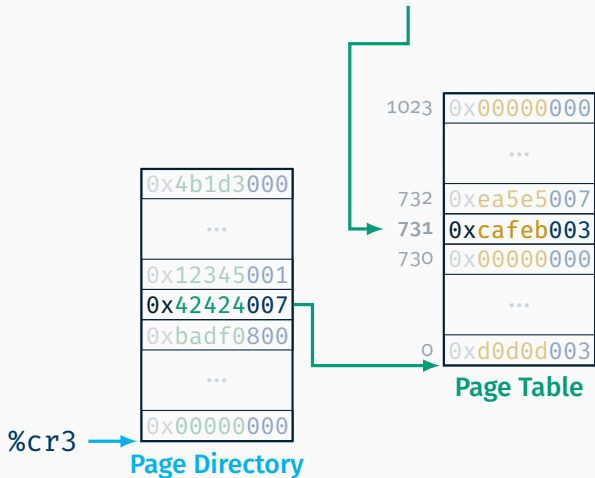 1023 0x00000000
...
732 0xea5e5007
731 0xcafeb003
730 0x00000000
...
0 0xd0d0d003
Page Table
0x4b1d3000
...
0x12345001
0x42424007
0xbadf0800
...
0x00000000
%cr3
Page Directory